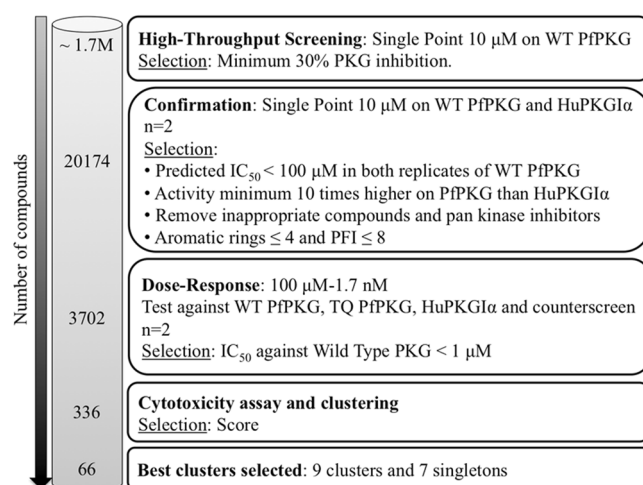 Number of compounds
~ 1.7M
High-Throughput Screening: Single Point 10 μM on WT PfPKG
Selection: Minimum 30% PKG inhibition.
20174
Confirmation: Single Point 10 μM on WT PfPKG and HuPKGIα
n=2
Selection:
• Predicted IC50 < 100 μM in both replicates of WT PfPKG
• Activity minimum 10 times higher on PfPKG than HuPKGIα
• Remove inappropriate compounds and pan kinase inhibitors
• Aromatic rings ≤ 4 and PFI ≤ 8
3702
Dose-Response: 100 μM-1.7 nM
Test against WT PfPKG, TQ PfPKG, HuPKGIα and counterscreen
n=2
Selection: IC50 against Wild Type PKG < 1 μM
336
Cytotoxicity assay and clustering
Selection: Score
66
Best clusters selected: 9 clusters and 7 singletons